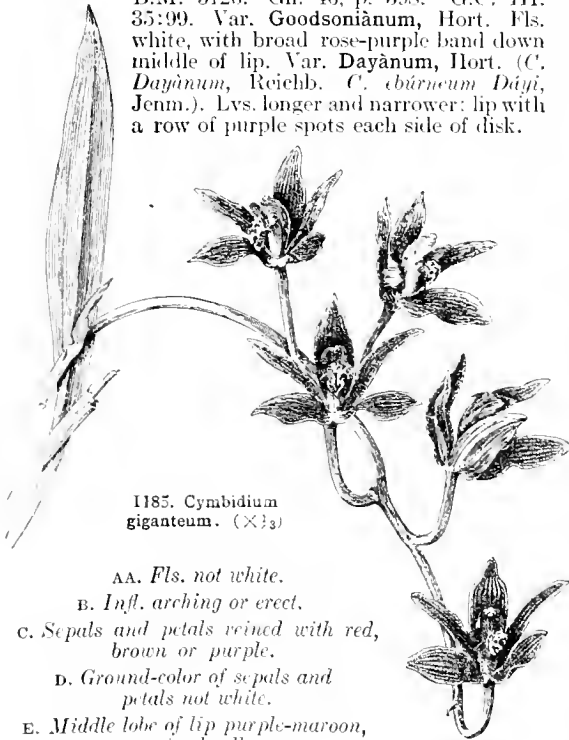 35:99. Var. Goodsoniànum, Hort. Fls.
white, with broad rose-purple band down
middle of lip. Var. Dayànum, Hort. (C.
Dayànum, Reichb. C. ebúrneum Dáyi,
Jenm.). Lvs. longer and narrower: lip with
a row of purple spots each side of disk.
1185. Cymbidium
giganteum. (×⅓)
AA. Fls. not white.
B. Infl. arching or erect.
C. Sepals and petals veined with red,
brown or purple.
D. Ground-color of sepals and
petals not white.
E. Middle lobe of lip purple-maroon,